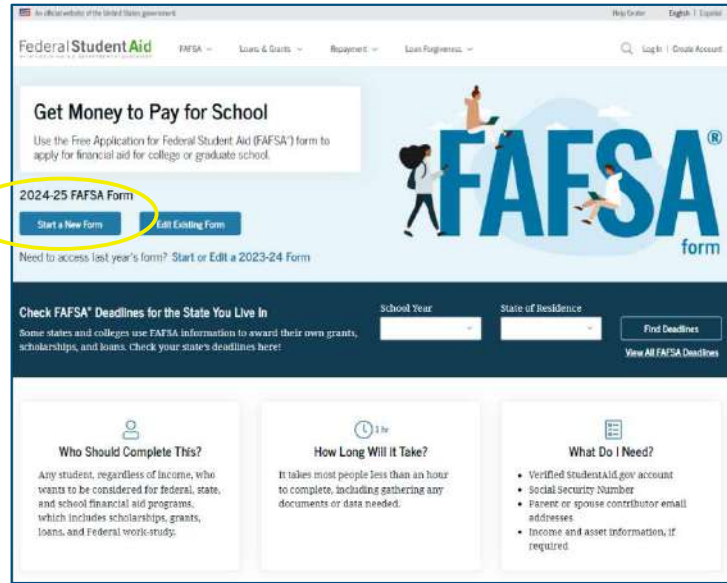 An official website of the United States government
Help Center English | Español
Federal Student Aid
FAFSA Loans & Grants Repayment Loan Forgiveness Log In | Create Account
Get Money to Pay for School
Use the Free Application for Federal Student Aid (FAFSA®) form to
apply for financial aid for college or graduate school.
2024-25 FAFSA Form
Start a New Form Edit Existing Form
Need to access last year's form? Start or Edit a 2023-24 Form
FAFSA®
form
Check FAFSA® Deadlines for the State You Live In
Some states and colleges use FAFSA information to award their own grants,
scholarships, and loans. Check your state's deadlines here!
School Year
State of Residence
Find Deadlines
View All FAFSA Deadlines
Who Should Complete This?
Any student, regardless of income, who
wants to be considered for federal, state,
and school financial aid programs,
which includes scholarships, grants,
loans, and Federal work-study.
1 hr
How Long Will it Take?
It takes most people less than an hour
to complete, including gathering any
documents or data needed.
What Do I Need?
• Verified StudentAid.gov account
• Social Security Number
• Parent or spouse contributor email
addresses
• Income and asset information, if
required